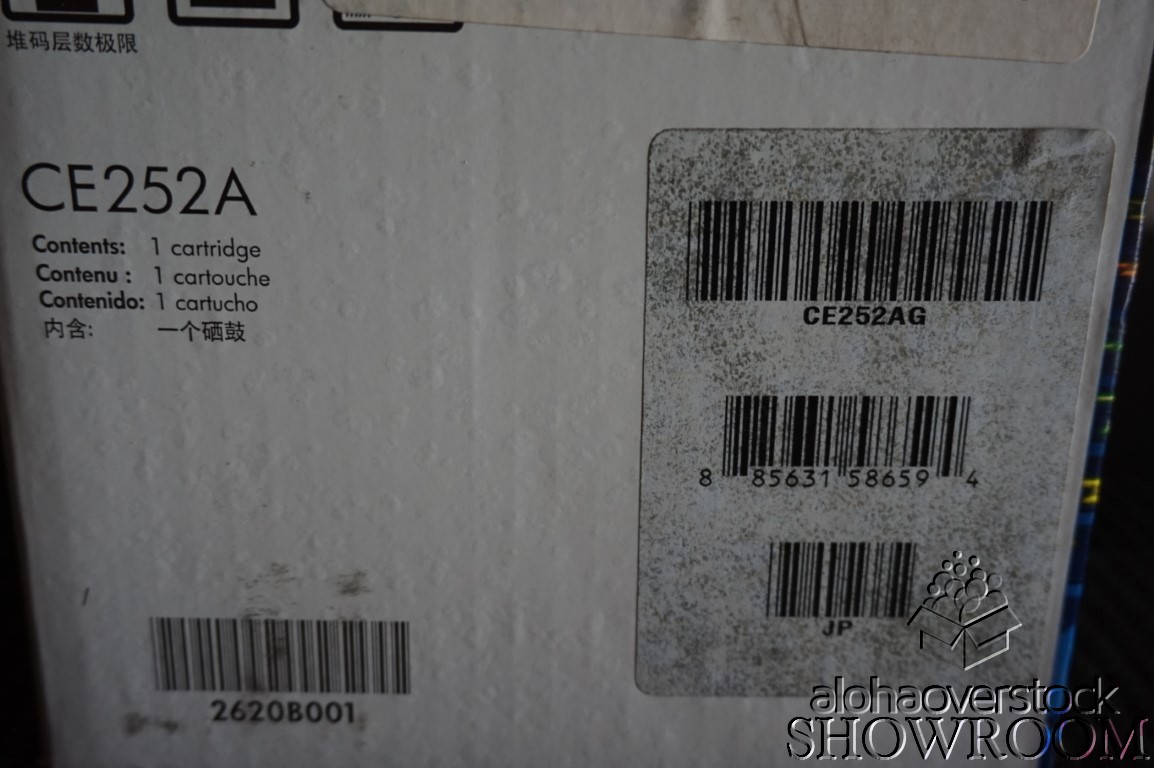 min
堆码层数极限
CE252A
Contents: 1 cartridge
Contenu : 1 cartouche
Contenido: 1 cartucho
内含: 一个硒鼓
2620B001
CE252AG
8 85631 58659 4
JP
alohaoverstock
SHOWROOM